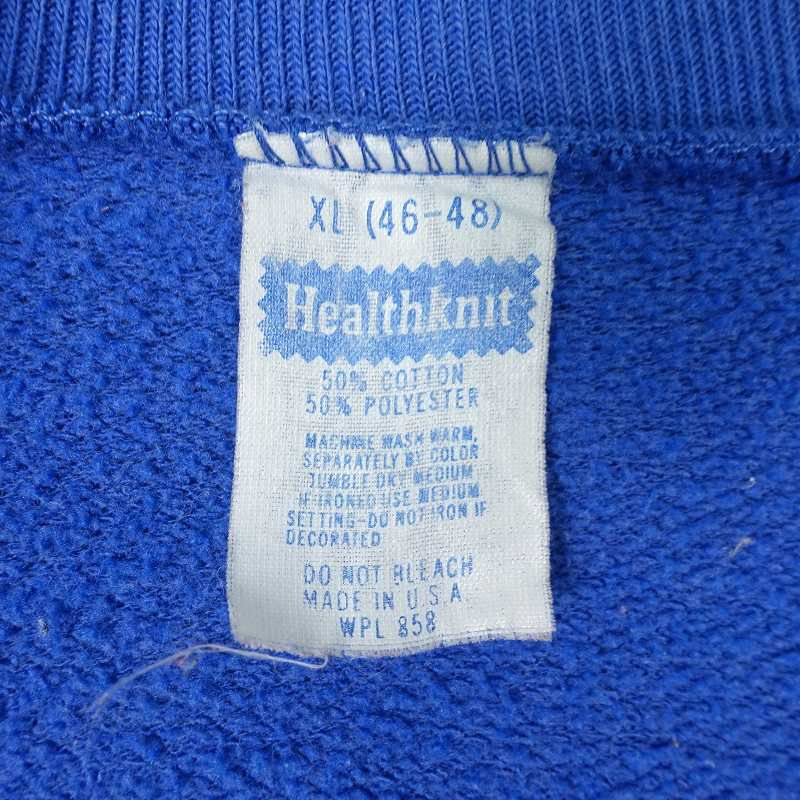 XL (46-48)
Healthknit
50% COTTON
50% POLYESTER
MACHINE WASH WARM,
SEPARATELY BY COLOR
TUMBLE DRY MEDIUM
IF IRONED USE MEDIUM
SETTING-DO NOT IRON IF
DECORATED
DO NOT BLEACH
MADE IN U.S.A.
WPL 858